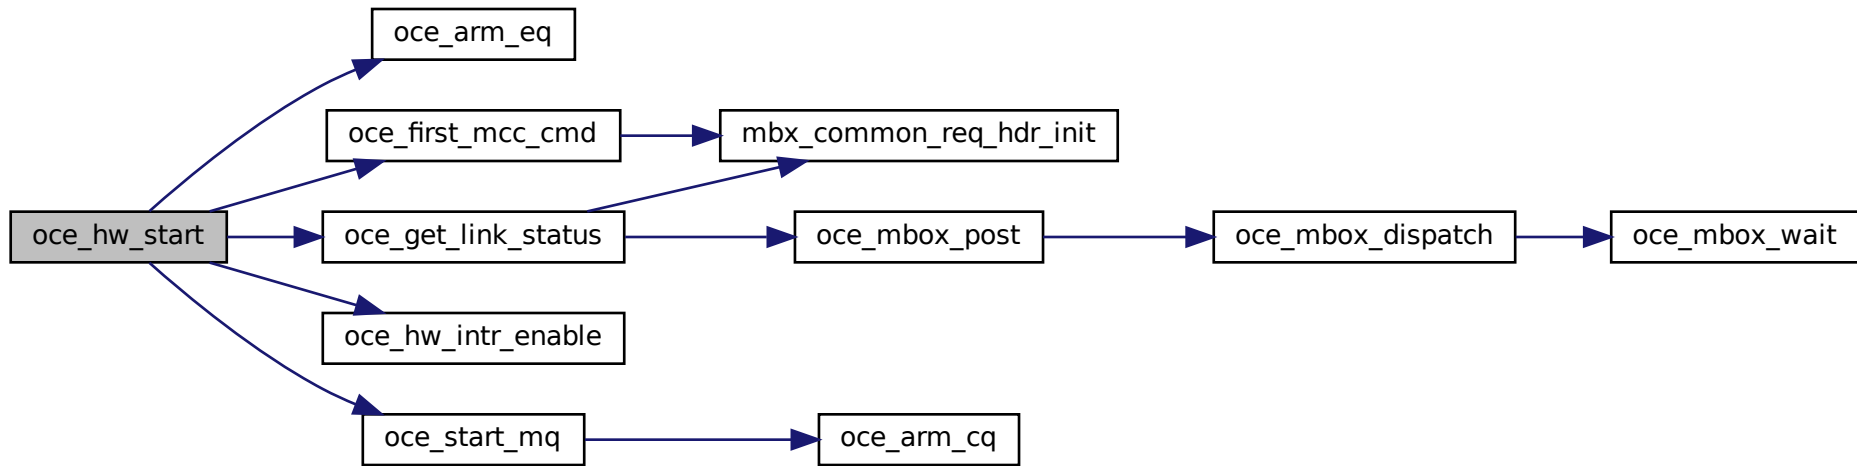 oce_arm_eq
oce_first_mcc_cmd
mbx_common_req_hdr_init
oce_hw_start
oce_get_link_status
oce_mbox_post
oce_mbox_dispatch
oce_mbox_wait
oce_hw_intr_enable
oce_start_mq
oce_arm_cq